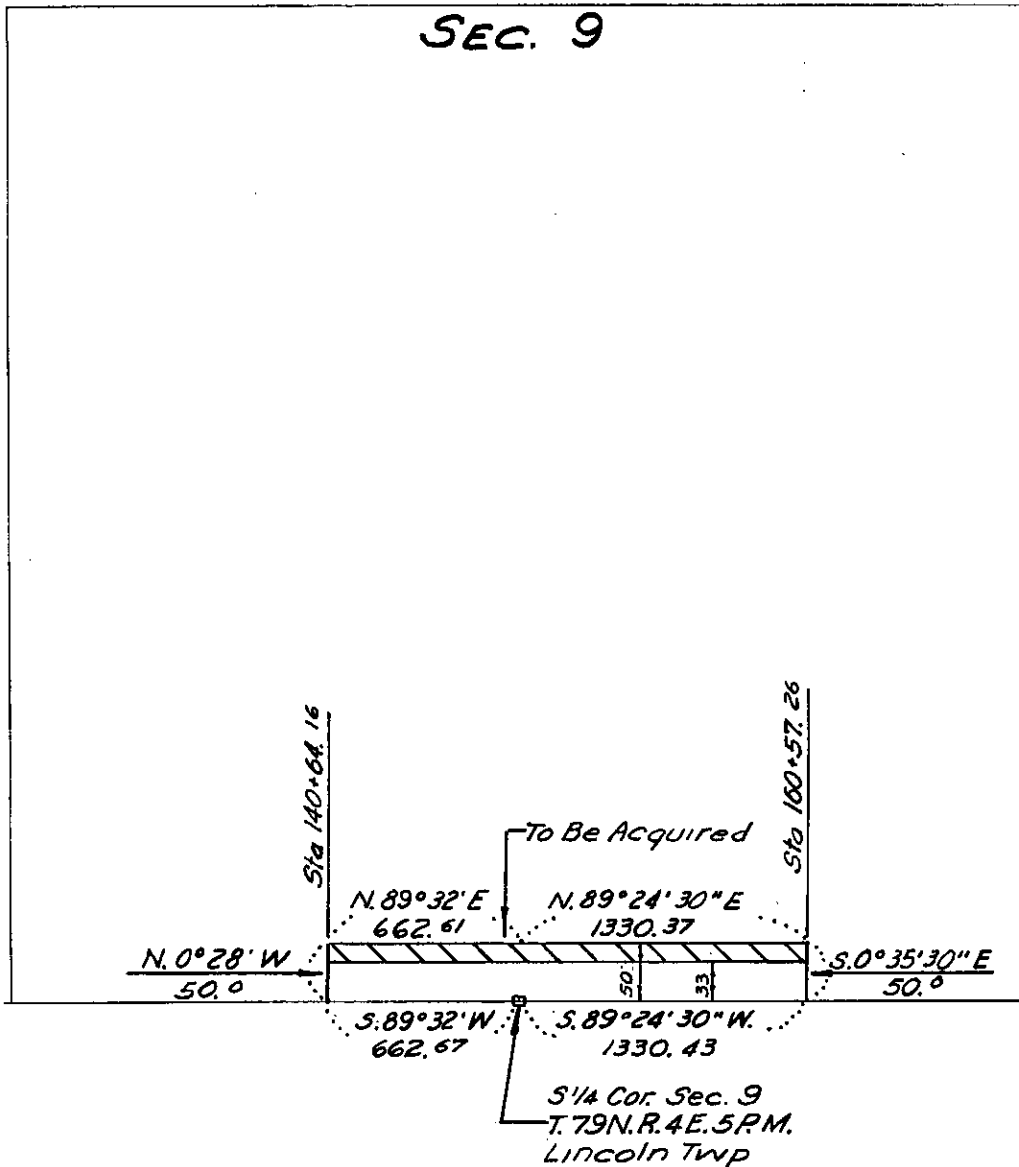 SEC. 9
Sta 140+64.16
Sta 160+57.26
To Be Acquired
N. 89°32' E
662.61
N. 89°24'30" E
1330.37
N. 0°28' W
50.0
50
33
S. 0°35'30" E
50.0
S. 89°32' W
662.67
S. 89°24'30" W.
1330.43
S 1/4 Cor. Sec. 9
T. 79N. R. 4E. 5 P.M.
Lincoln Twp